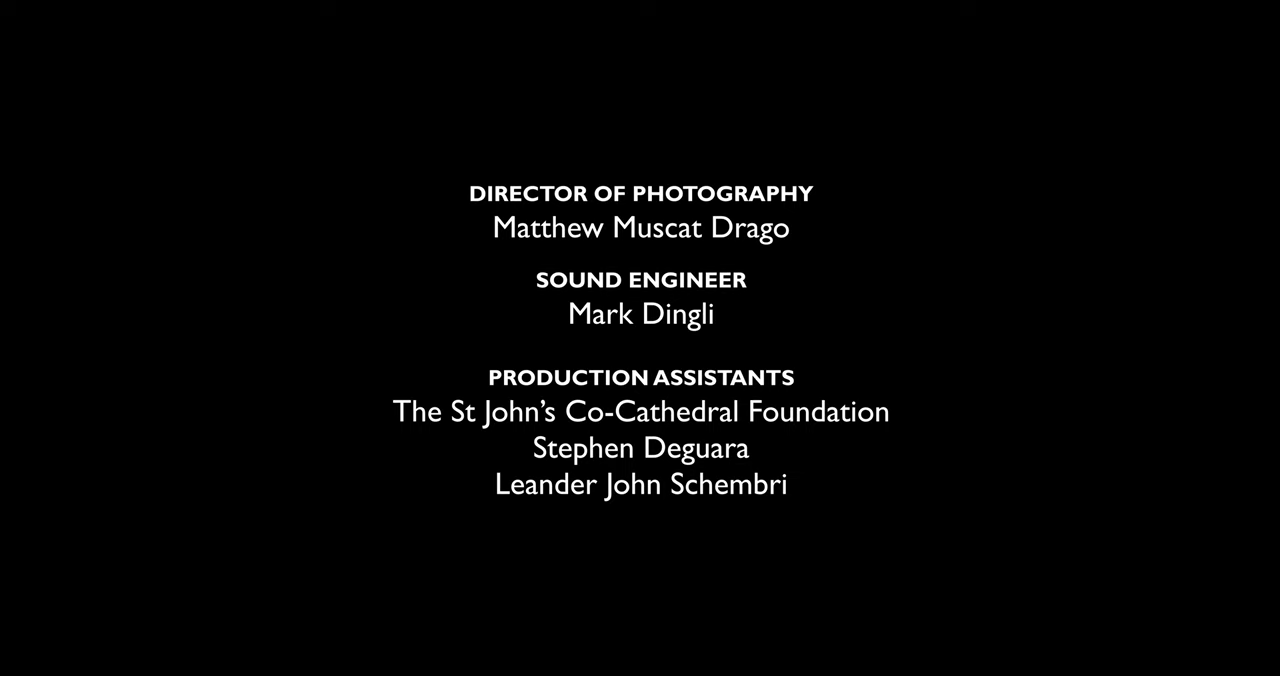 DIRECTOR OF PHOTOGRAPHY
Matthew Muscat Drago
SOUND ENGINEER
Mark Dingli
PRODUCTION ASSISTANTS
The St John’s Co-Cathedral Foundation
Stephen Deguara
Leander John Schembri